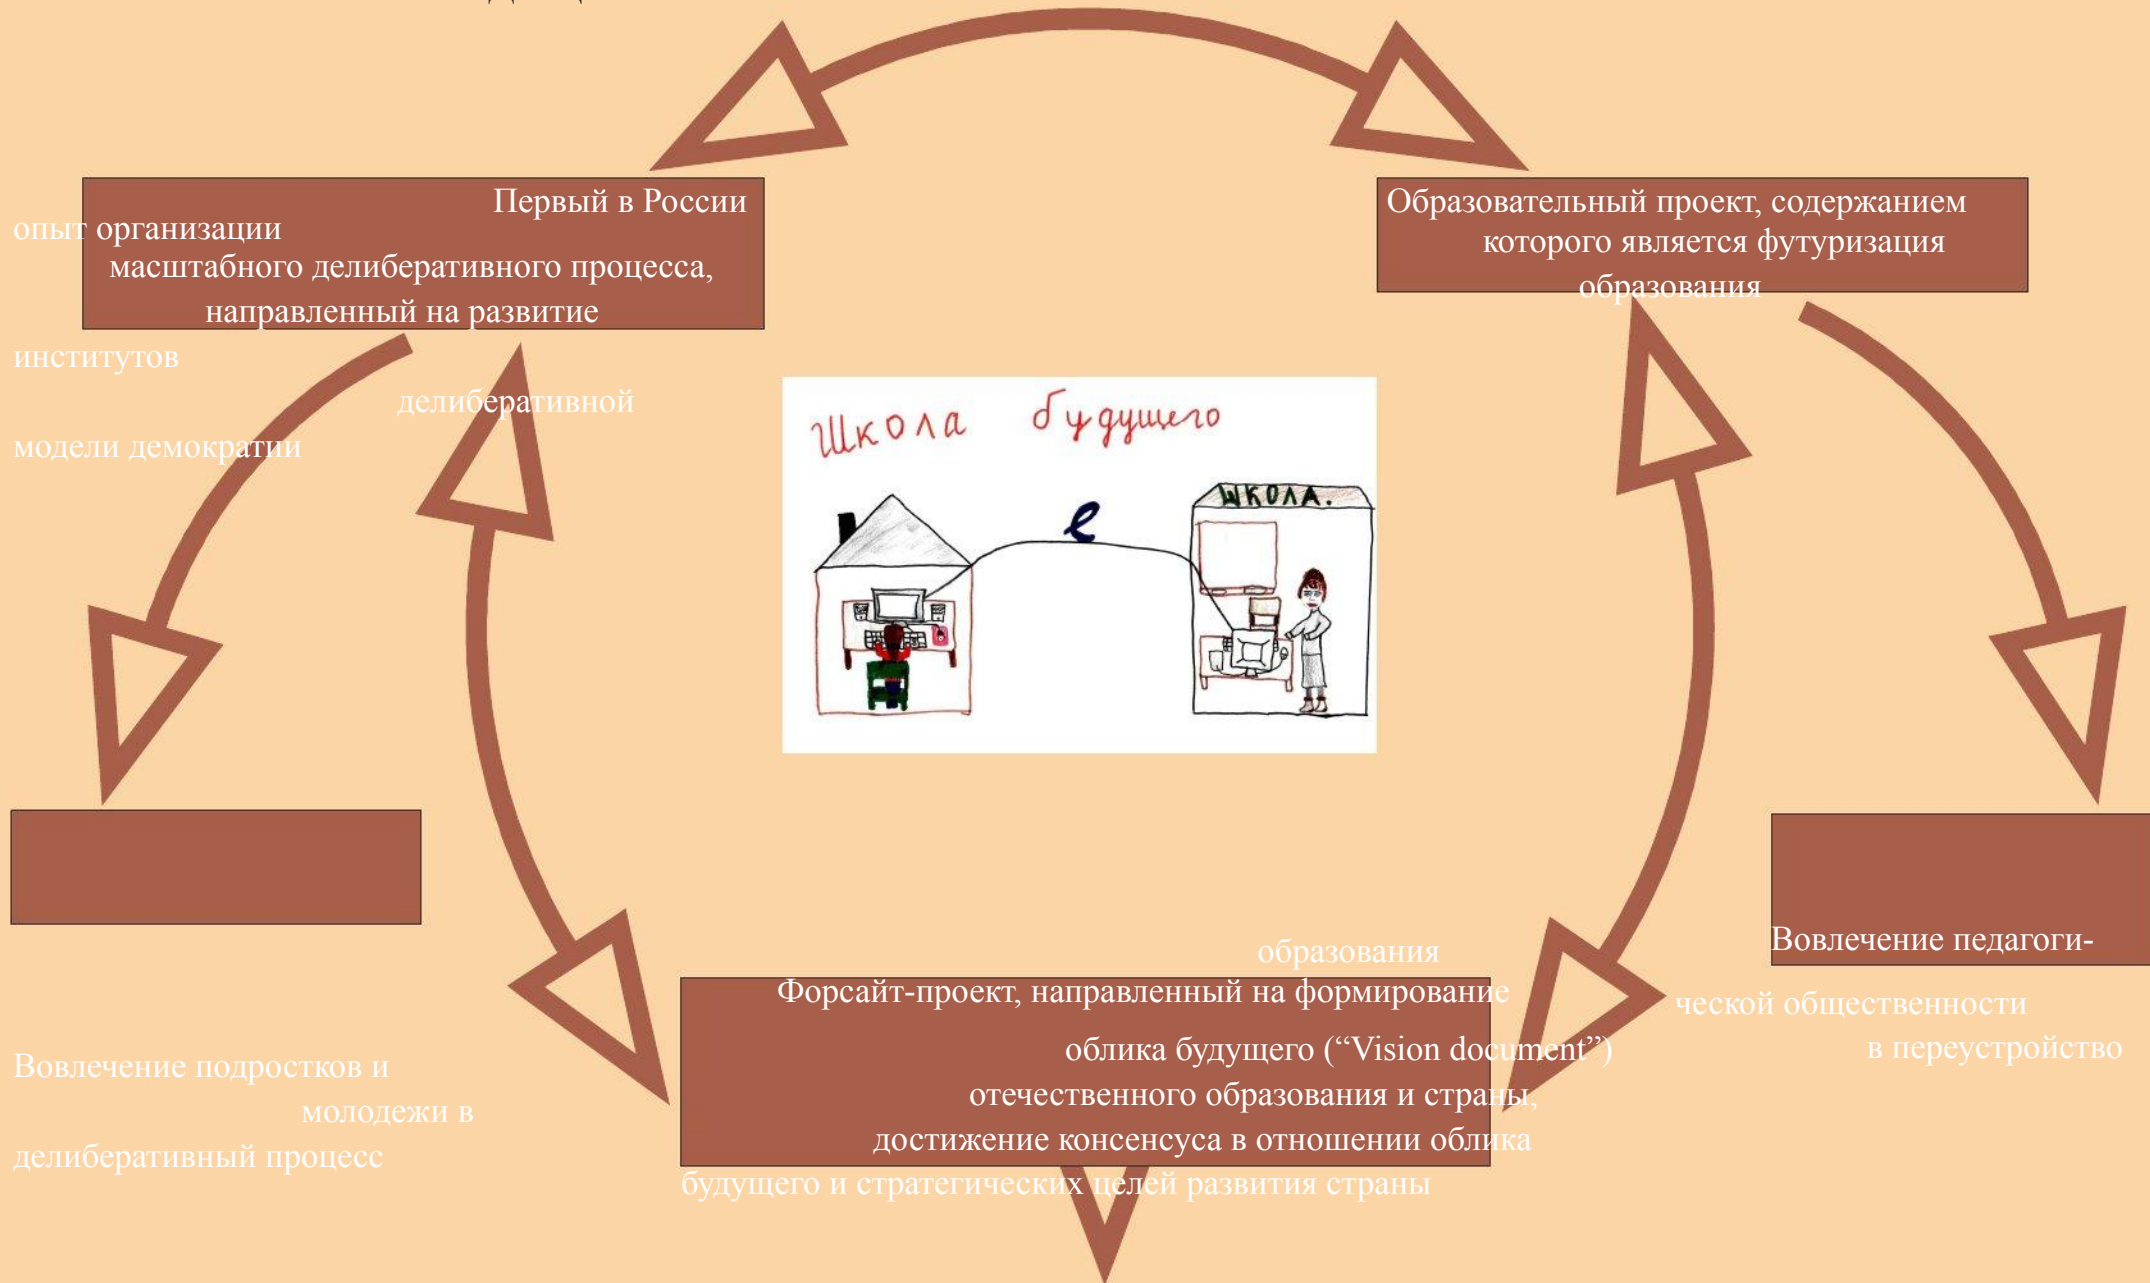 Первый в России
опыт организации
масштабного делиберативного процесса,
направленный на развитие
институтов
делиберативной
модели демократии
Образовательный проект, содержанием
которого является футуризация
образования
Школа будущего
ШКОЛА.
е
Вовлечение педагоги-
ческой общественности
в переустройство
образования
Форсайт-проект, направленный на формирование
облика будущего (“Vision document”)
отечественного образования и страны,
достижение консенсуса в отношении облика
будущего и стратегических целей развития страны
Вовлечение подростков и
молодежи в
делиберативный процесс